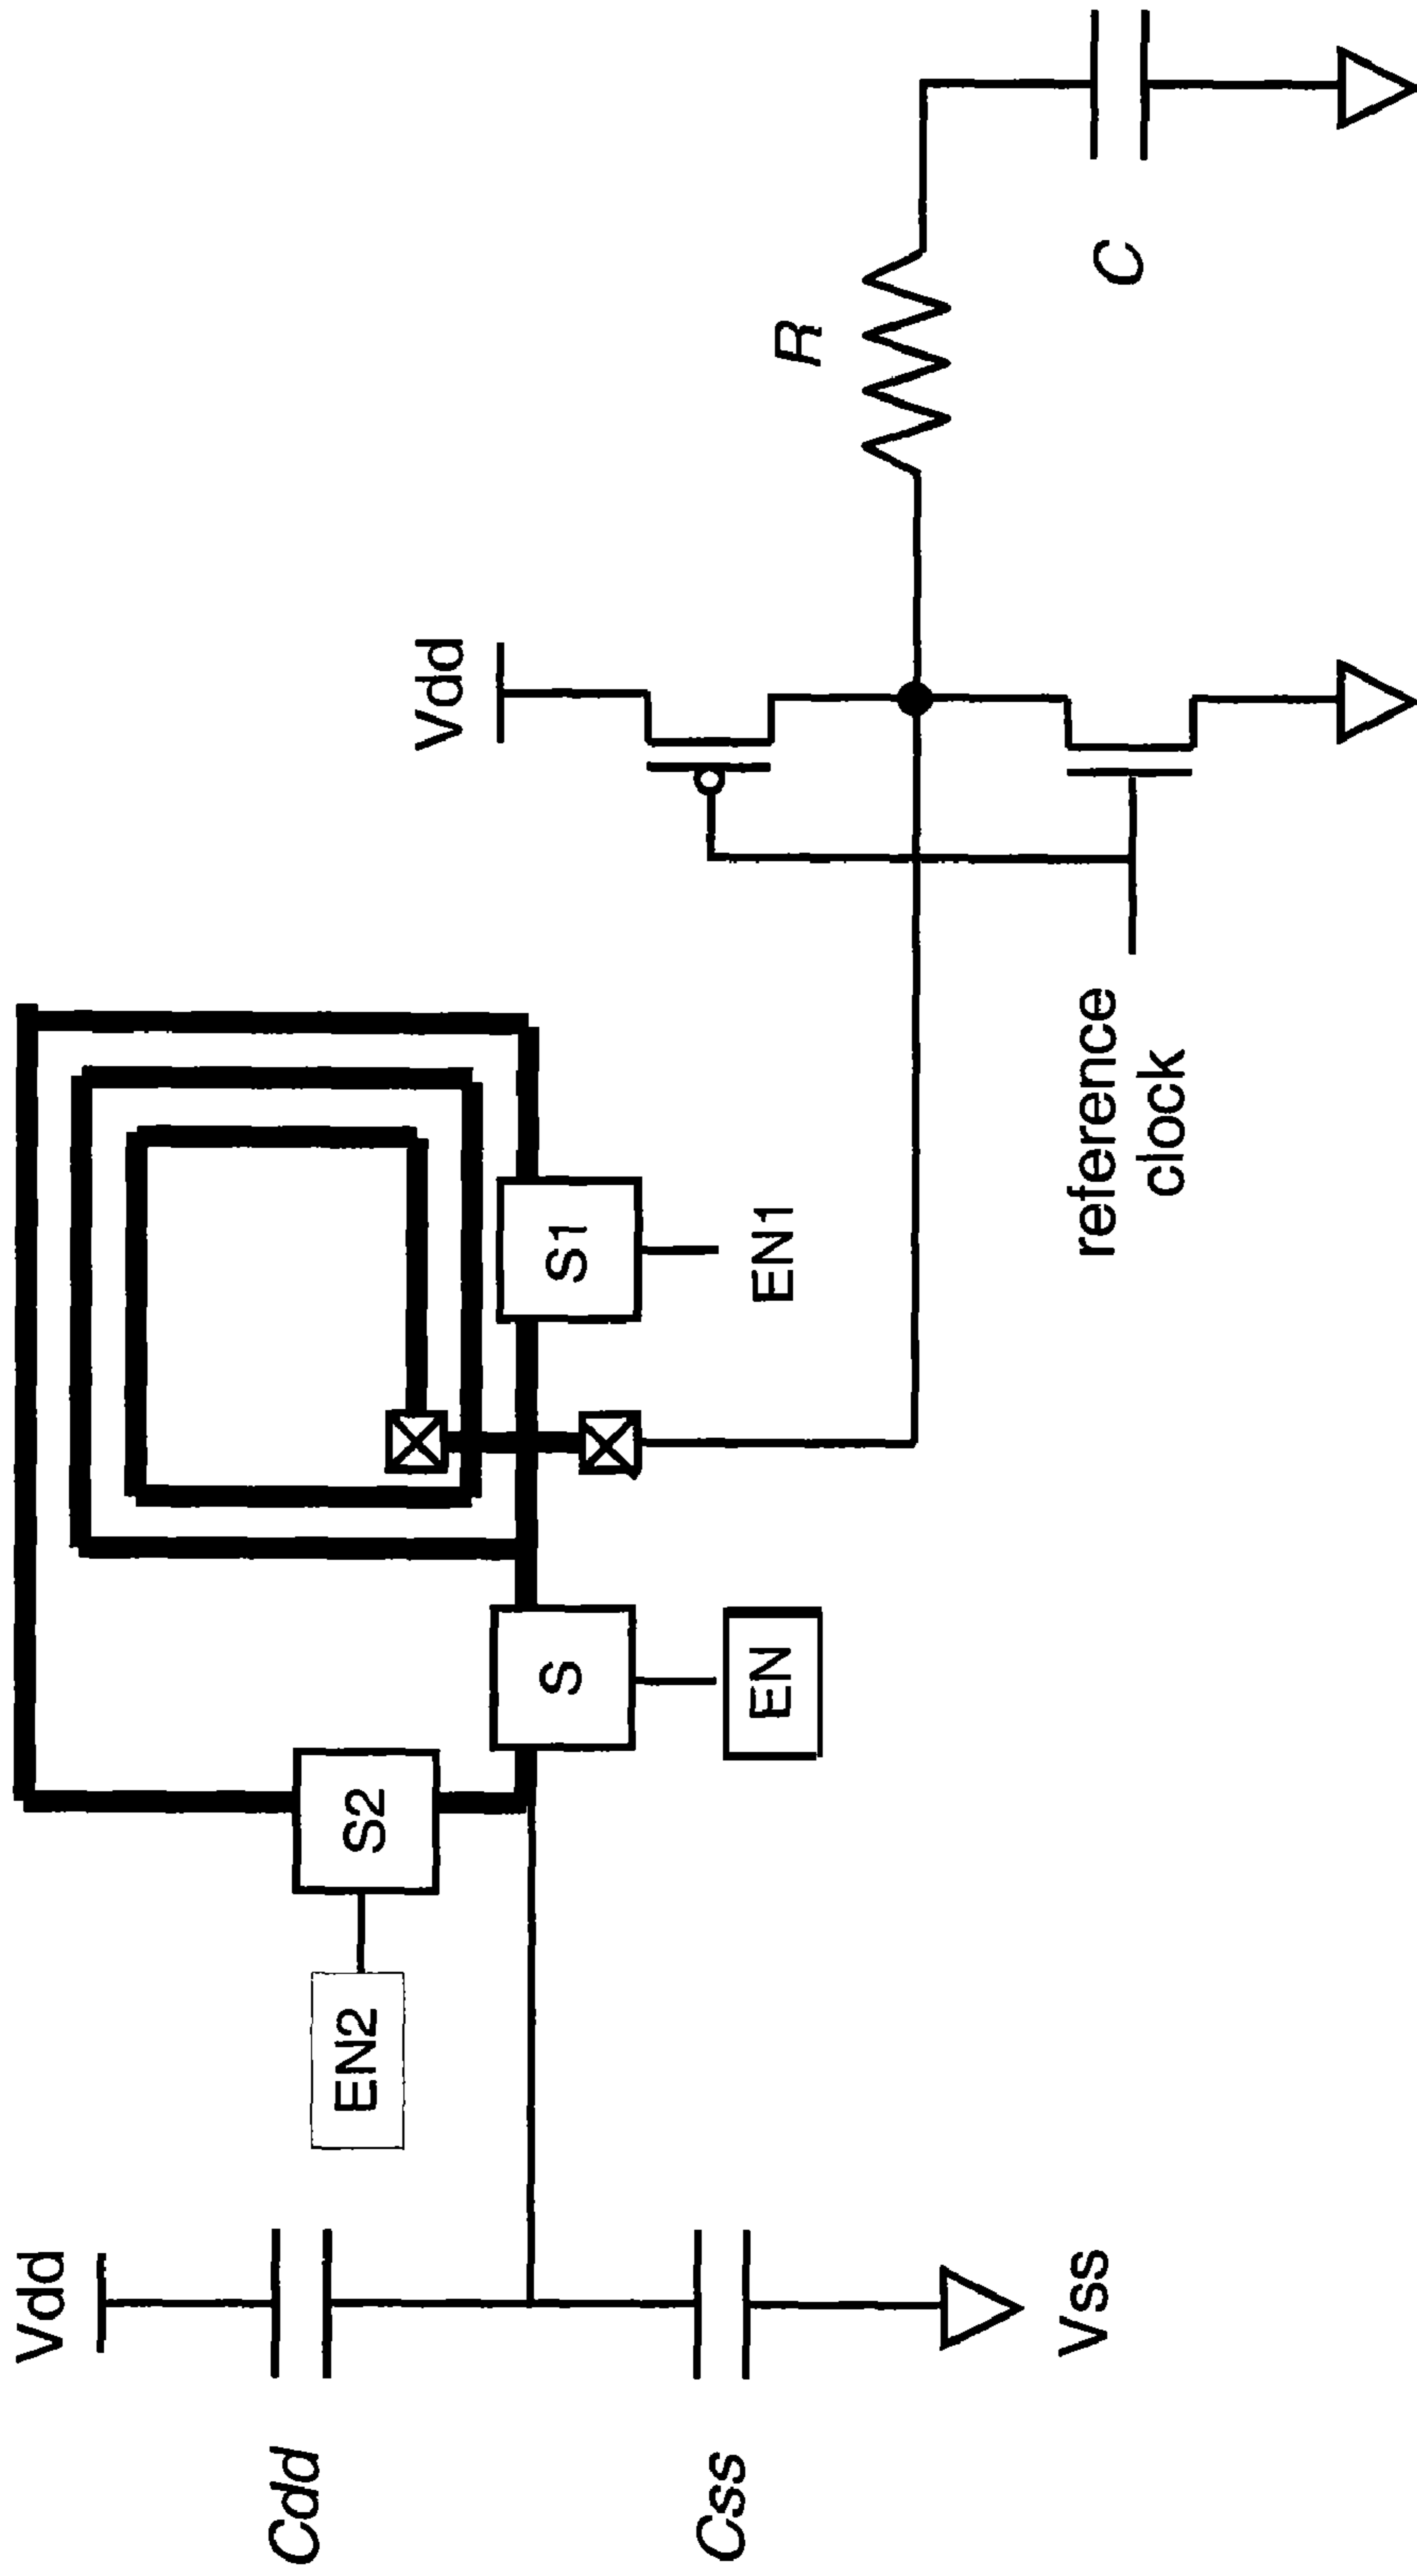 Vdd
Cdd
Css
Vss
EN2
S2
S
EN
S1
EN1
Vdd
reference
clock
R
C